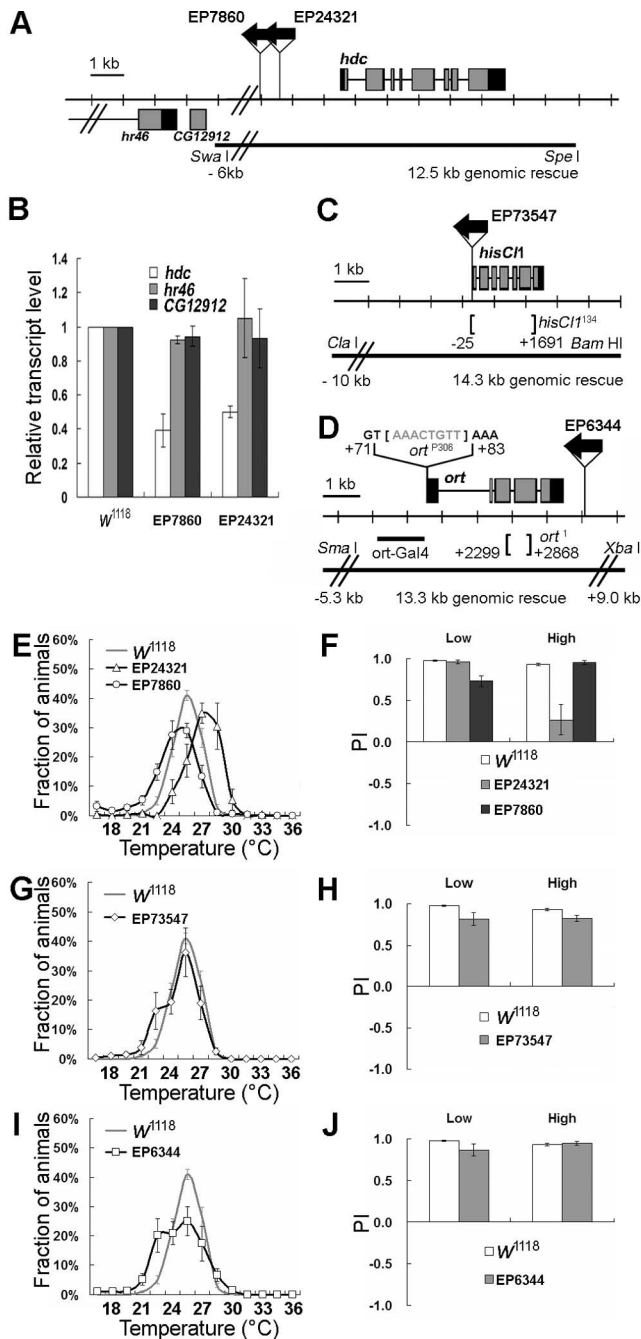 A
EP7860
EP24321
1 kb
hdc
hr46
CG12912
Swa I
Spe I
- 6kb
12.5 kb genomic rescue
B
Relative transcript level
1.4
1.2
1
0.8
0.6
0.4
0.2
0
hdc
hr46
CG12912
W1118
EP7860
EP24321
C
EP73547
hisCl1
1 kb
[ ] hisCl1134
-25
+1691
Cla I
Bam HI
- 10 kb
14.3 kb genomic rescue
D
GT [ AAACTGTT ] AAA
+71
ort P306
+83
EP6344
1 kb
ort
ort-Gal4
+2299
[ ] ort 1
+2868
Sma I
Xba I
-5.3 kb
13.3 kb genomic rescue
+9.0 kb
E
Fraction of animals
60%
50%
40%
30%
20%
10%
0%
W1118
EP24321
EP7860
18 21 24 27 30 33 36
Temperature (°C)
F
Low High
PI
1.0
0.5
0.0
-0.5
-1.0
W1118
EP24321
EP7860
G
Fraction of animals
60%
50%
40%
30%
20%
10%
0%
W1118
EP73547
18 21 24 27 30 33 36
Temperature (°C)
H
Low High
PI
1.0
0.5
0.0
-0.5
-1.0
W1118
EP73547
I
Fraction of animals
60%
50%
40%
30%
20%
10%
0%
W1118
EP6344
18 21 24 27 30 33 36
Temperature (°C)
J
Low High
PI
1.0
0.5
0.0
-0.5
-1.0
W1118
EP6344